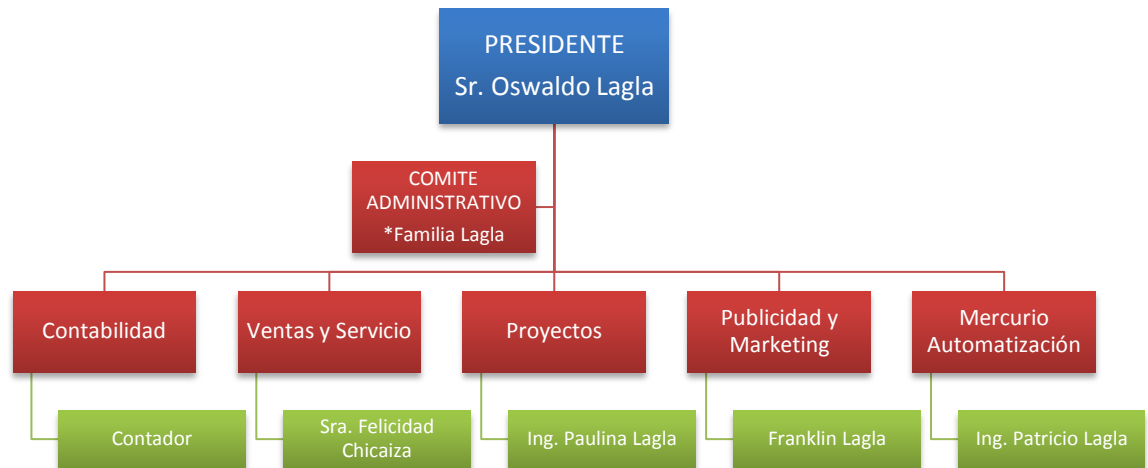 PRESIDENTE
Sr. Oswaldo Lagla
COMITE
ADMINISTRATIVO
*Familia Lagla
Contabilidad
Ventas y Servicio
Proyectos
Publicidad y
Marketing
Mercurio
Automatización
Contador
Sra. Felicidad
Chicaiza
Ing. Paulina Lagla
Franklin Lagla
Ing. Patricio Lagla